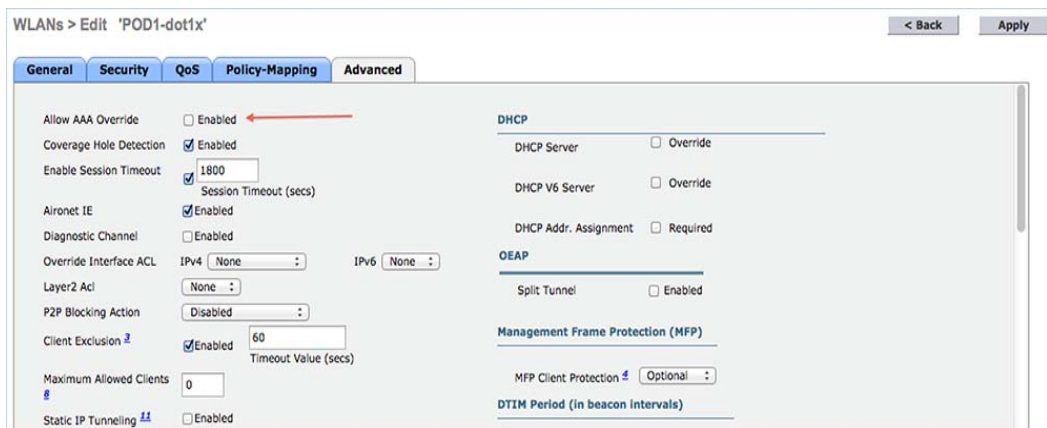 WLANs > Edit 'POD1-dot1x'
< Back
Apply
General
Security
QoS
Policy-Mapping
Advanced
Allow AAA Override
Enabled
Coverage Hole Detection
Enabled
Enable Session Timeout
1800
Session Timeout (secs)
Aironet IE
Enabled
Diagnostic Channel
Enabled
Override Interface ACL
IPv4 None
IPv6 None
Layer2 Acl
None
P2P Blocking Action
Disabled
Client Exclusion 3
Enabled
60
Timeout Value (secs)
Maximum Allowed Clients
8
0
Static IP Tunneling 11
Enabled
DHCP
DHCP Server
Override
DHCP V6 Server
Override
DHCP Addr. Assignment
Required
OEAP
Split Tunnel
Enabled
Management Frame Protection (MFP)
MFP Client Protection 4
Optional
DTIM Period (in beacon intervals)